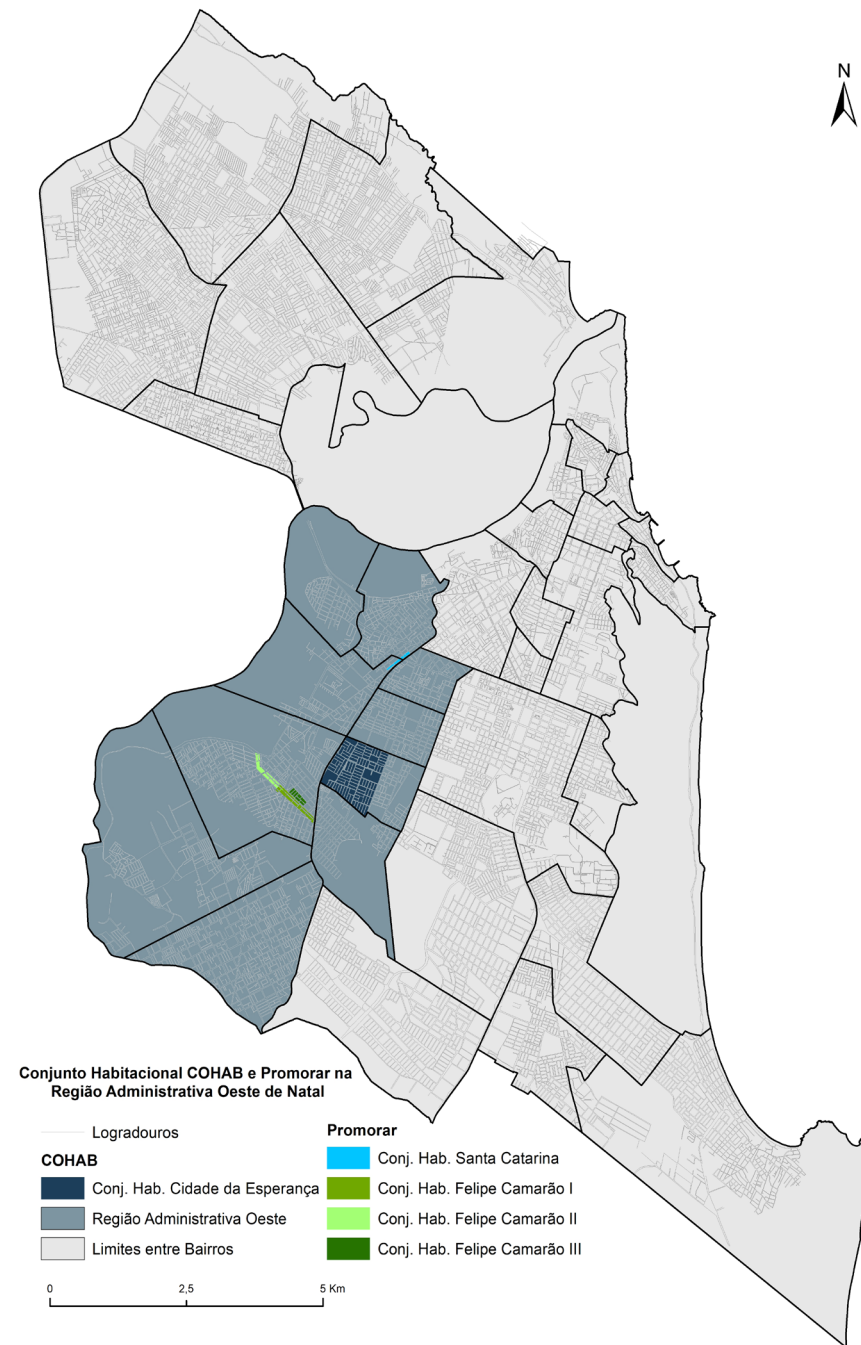 N
Conjunto Habitacional COHAB e Promorar na
Região Administrativa Oeste de Natal
Logradouros
COHAB
Conj. Hab. Cidade da Esperança
Região Administrativa Oeste
Limites entre Bairros
Promorar
Conj. Hab. Santa Catarina
Conj. Hab. Felipe Camarão I
Conj. Hab. Felipe Camarão II
Conj. Hab. Felipe Camarão III
0 2,5 5 Km